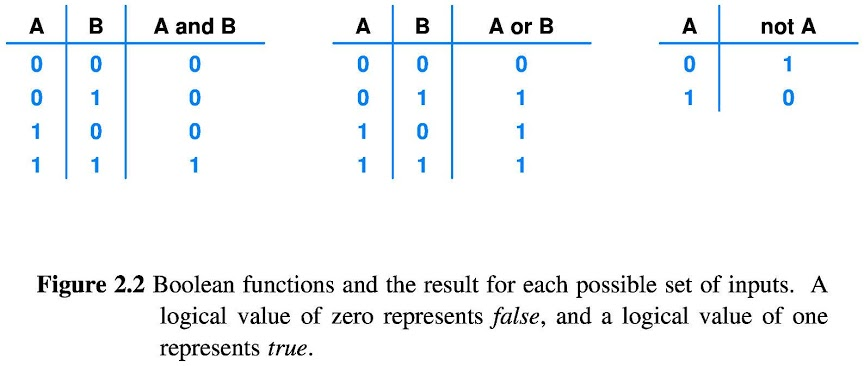 A B A and B A B A or B A not A
0 0 0 0 0 0 0 1
0 1 0 0 1 1 1 0
1 0 0 1 0 1
1 1 1 1 1 1
Figure 2.2 Boolean functions and the result for each possible set of inputs. A
logical value of zero represents false, and a logical value of one
represents true.